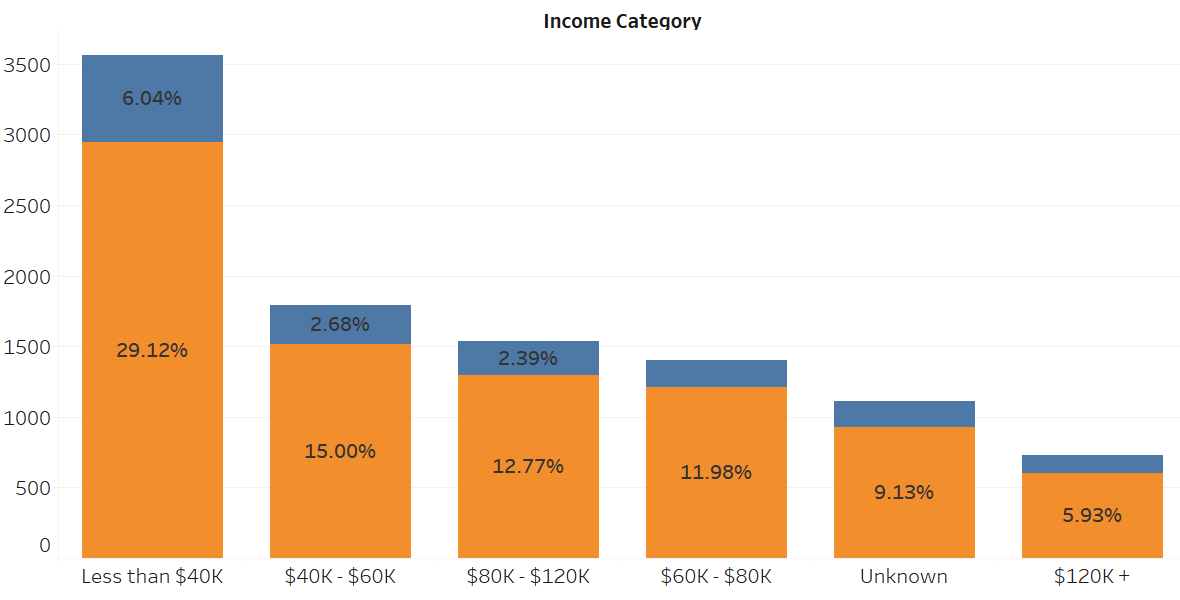 Income Category
3500
3000
2500
2000
1500
1000
500
0
6.04%
29.12%
2.68%
15.00%
2.39%
12.77%
11.98%
9.13%
5.93%
Less than $40K
$40K - $60K
$80K - $120K
$60K - $80K
Unknown
$120K +